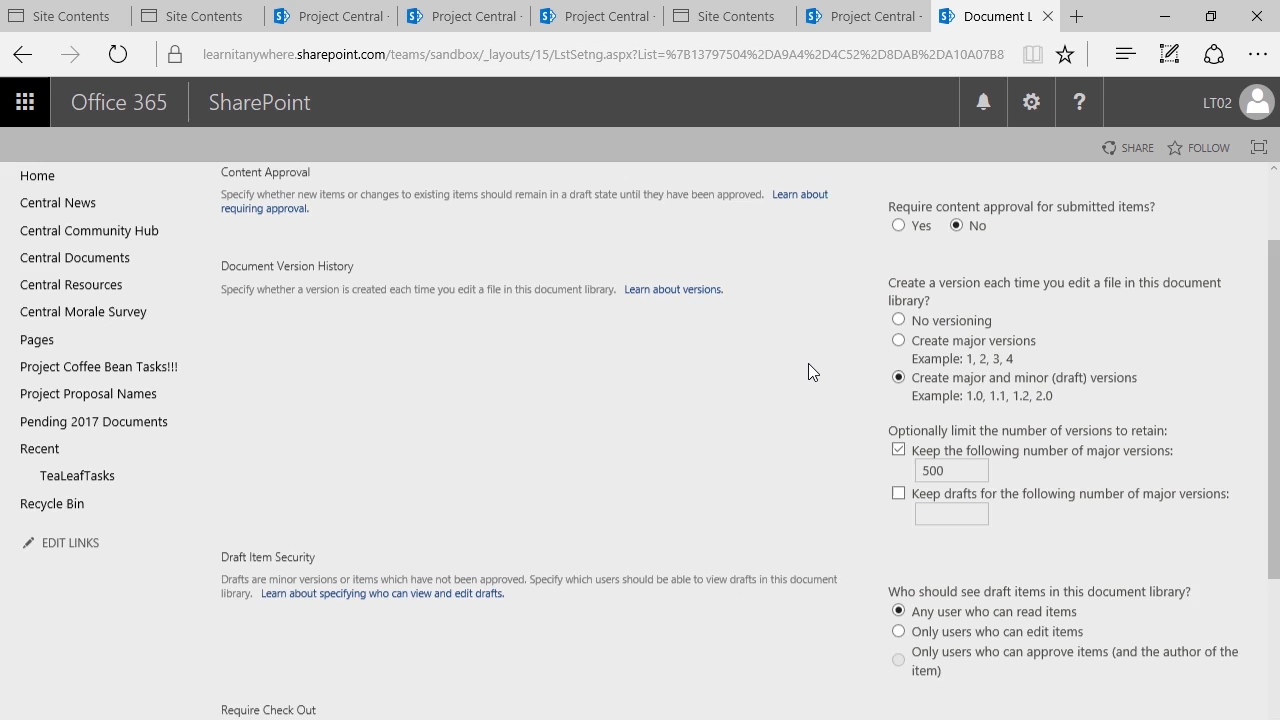 Site Contents
Site Contents
Project Central
Project Central
Project Central
Site Contents
Project Central
Document L
learnitanywhere.sharepoint.com/teams/sandbox/_layouts/15/LstSetng.aspx?List=%7B13797504%2DA9A4%2D4C52%2D8DAB%2DA10A07B8
Office 365
SharePoint
?
LT02
SHARE
FOLLOW
Home
Central News
Central Community Hub
Central Documents
Central Resources
Central Morale Survey
Pages
Project Coffee Bean Tasks!!!
Project Proposal Names
Pending 2017 Documents
Recent
TeaLeafTasks
Recycle Bin
EDIT LINKS
Content Approval
Specify whether new items or changes to existing items should remain in a draft state until they have been approved. Learn about
requiring approval.
Require content approval for submitted items?
Yes No
Document Version History
Specify whether a version is created each time you edit a file in this document library. Learn about versions.
Create a version each time you edit a file in this document
library?
No versioning
Create major versions
Example: 1, 2, 3, 4
Create major and minor (draft) versions
Example: 1.0, 1.1, 1.2, 2.0
Optionally limit the number of versions to retain:
Keep the following number of major versions:
500
Keep drafts for the following number of major versions:
Draft Item Security
Drafts are minor versions or items which have not been approved. Specify which users should be able to view drafts in this document
library. Learn about specifying who can view and edit drafts.
Who should see draft items in this document library?
Any user who can read items
Only users who can edit items
Only users who can approve items (and the author of the
item)
Require Check Out